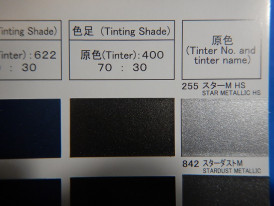 Tinting Shade)
色足 (Tinting Shade)
原色
(Tinter No. and
tinter name)
Tinter): 622
: 30
原色(Tinter): 400
70 : 30
255 スターM HS
STAR METALLIC HS
842 スターダストM
STARDUST METALLIC